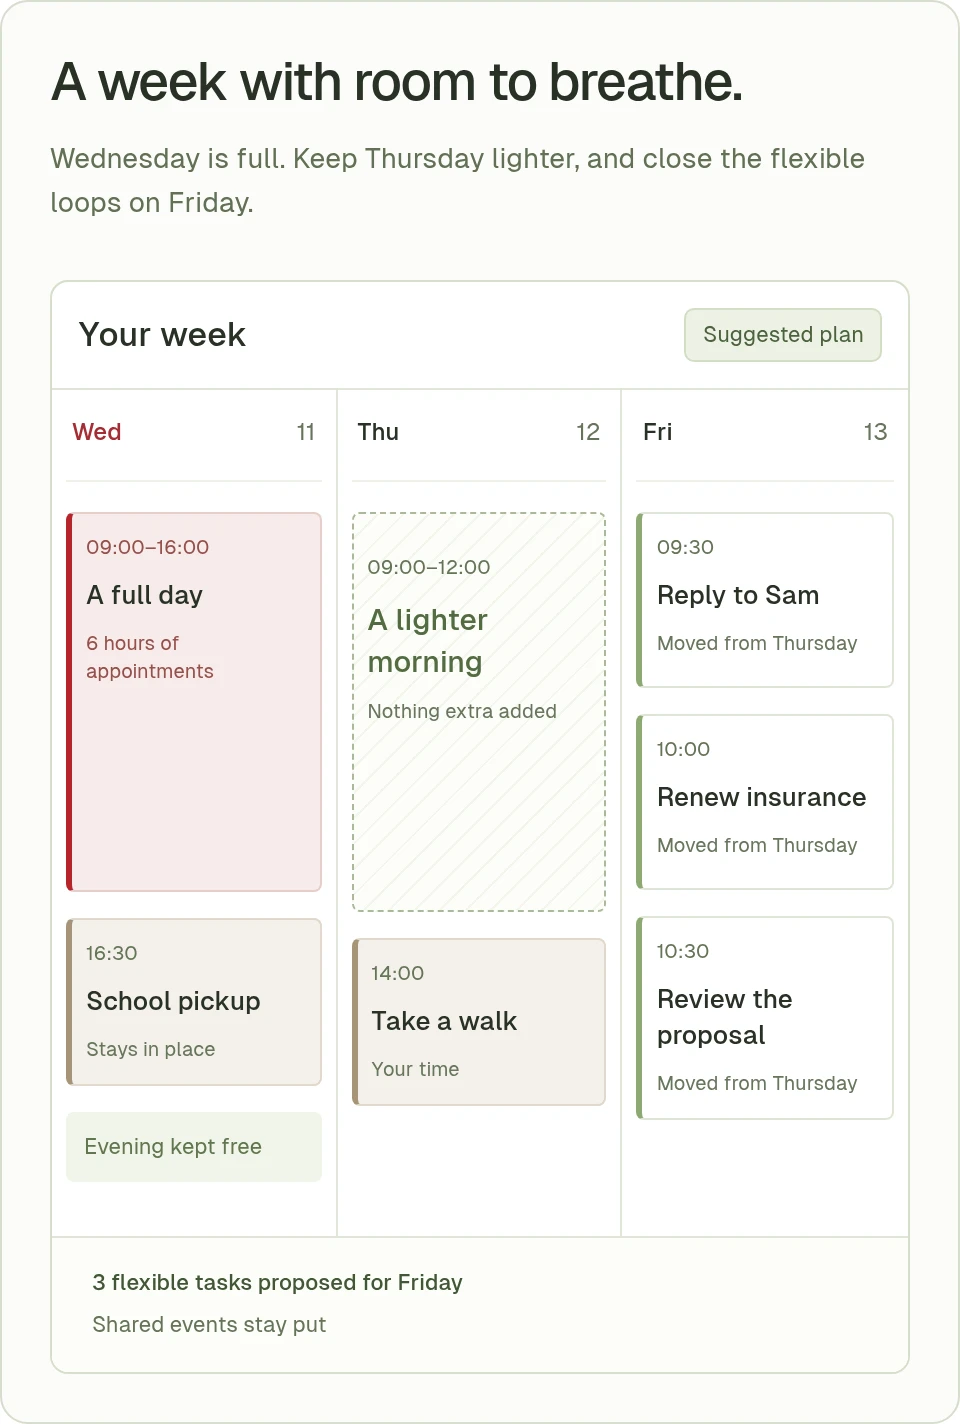 A week with room to breathe.
Wednesday is full. Keep Thursday lighter, and close the flexible
loops on Friday.
Your week
Suggested plan
Wed 11
09:00–16:00
A full day
6 hours of
appointments
16:30
School pickup
Stays in place
Evening kept free
Thu 12
09:00–12:00
A lighter
morning
Nothing extra added
14:00
Take a walk
Your time
Fri 13
09:30
Reply to Sam
Moved from Thursday
10:00
Renew insurance
Moved from Thursday
10:30
Review the
proposal
Moved from Thursday
3 flexible tasks proposed for Friday
Shared events stay put